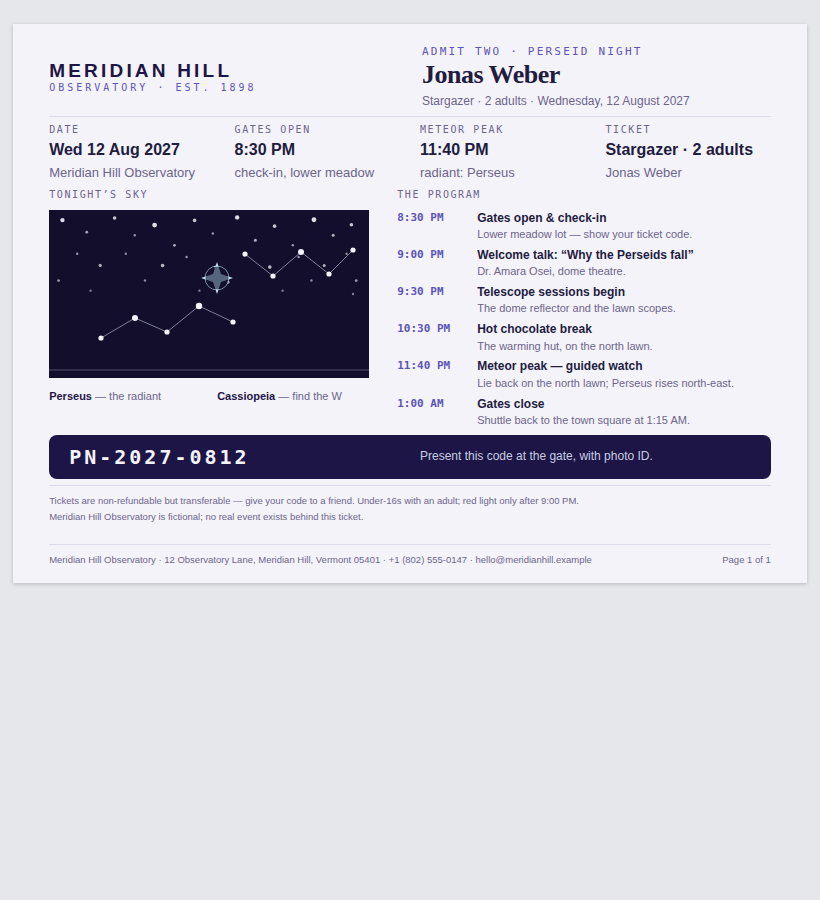 MERIDIAN HILL
OBSERVATORY · EST. 1898
ADMIT TWO · PERSEID NIGHT
Jonas Weber
Stargazer · 2 adults · Wednesday, 12 August 2027
DATE
Wed 12 Aug 2027
Meridian Hill Observatory
GATES OPEN
8:30 PM
check-in, lower meadow
METEOR PEAK
11:40 PM
radiant: Perseus
TICKET
Stargazer · 2 adults
Jonas Weber
TONIGHT’S SKY
Perseus — the radiant
Cassiopeia — find the W
THE PROGRAM
8:30 PM Gates open & check-in
Lower meadow lot — show your ticket code.
9:00 PM Welcome talk: “Why the Perseids fall”
Dr. Amara Osei, dome theatre.
9:30 PM Telescope sessions begin
The dome reflector and the lawn scopes.
10:30 PM Hot chocolate break
The warming hut, on the north lawn.
11:40 PM Meteor peak — guided watch
Lie back on the north lawn; Perseus rises north-east.
1:00 AM Gates close
Shuttle back to the town square at 1:15 AM.
PN-2027-0812
Present this code at the gate, with photo ID.
Tickets are non-refundable but transferable — give your code to a friend. Under-16s with an adult; red light only after 9:00 PM.
Meridian Hill Observatory is fictional; no real event exists behind this ticket.
Meridian Hill Observatory · 12 Observatory Lane, Meridian Hill, Vermont 05401 · +1 (802) 555-0147 · hello@meridianhill.example
Page 1 of 1